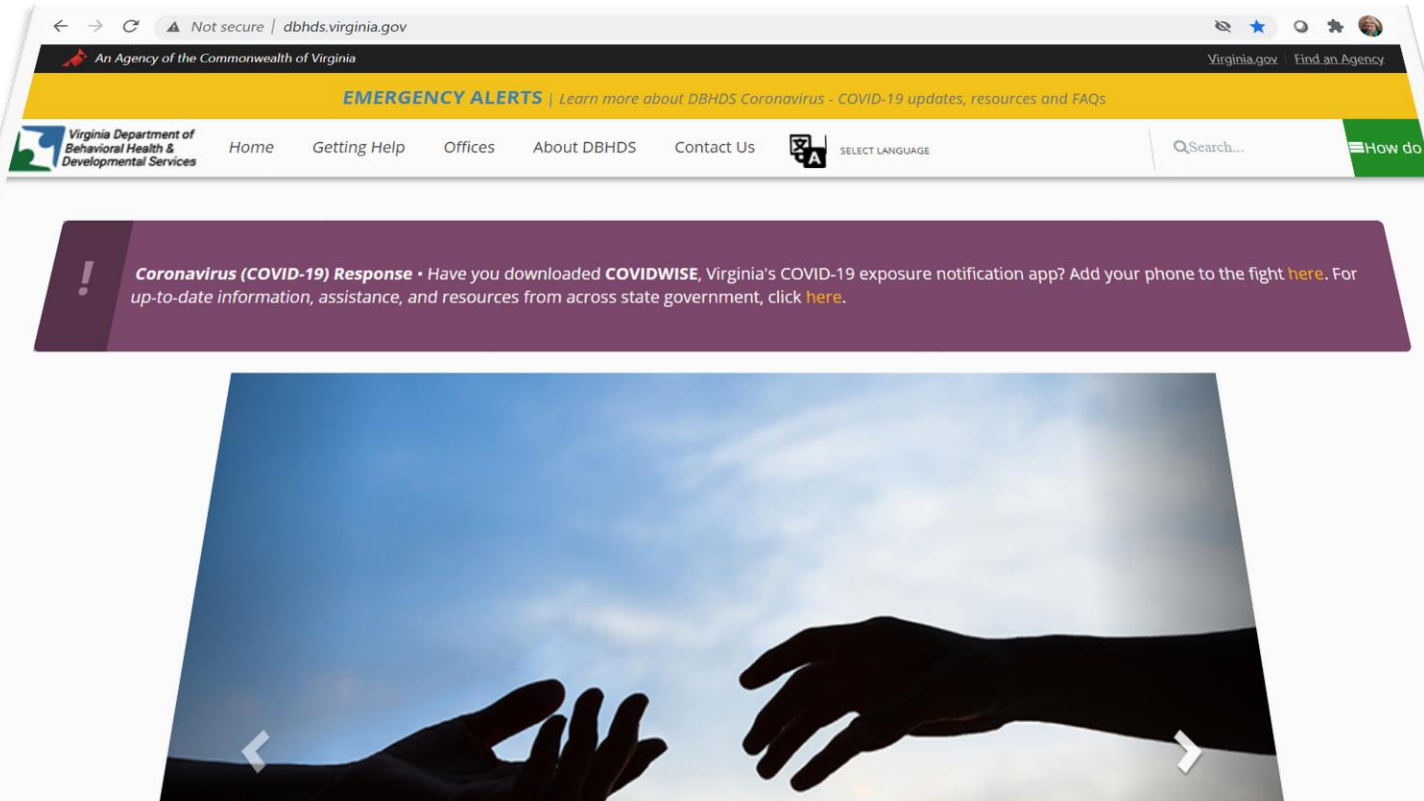 Not secure | dbhds.virginia.gov
An Agency of the Commonwealth of Virginia
Virginia.gov | Find an Agency
EMERGENCY ALERTS | Learn more about DBHDS Coronavirus - COVID-19 updates, resources and FAQs
Virginia Department of
Behavioral Health &
Developmental Services
Home Getting Help Offices About DBHDS Contact Us
文A SELECT LANGUAGE
Search...
How do
! Coronavirus (COVID-19) Response • Have you downloaded COVIDWISE, Virginia's COVID-19 exposure notification app? Add your phone to the fight here. For
up-to-date information, assistance, and resources from across state government, click here.